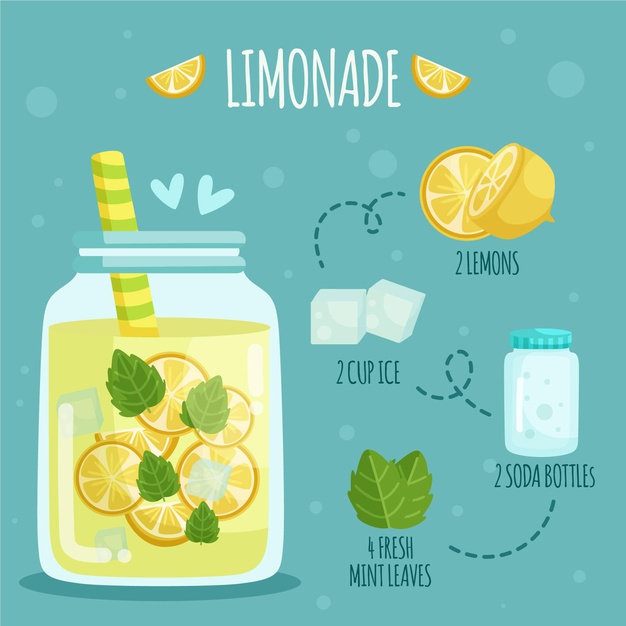 LIMONADE
2 LEMONS
2 CUP ICE
2 SODA BOTTLEs
4 FRESH
MINT LEAVES